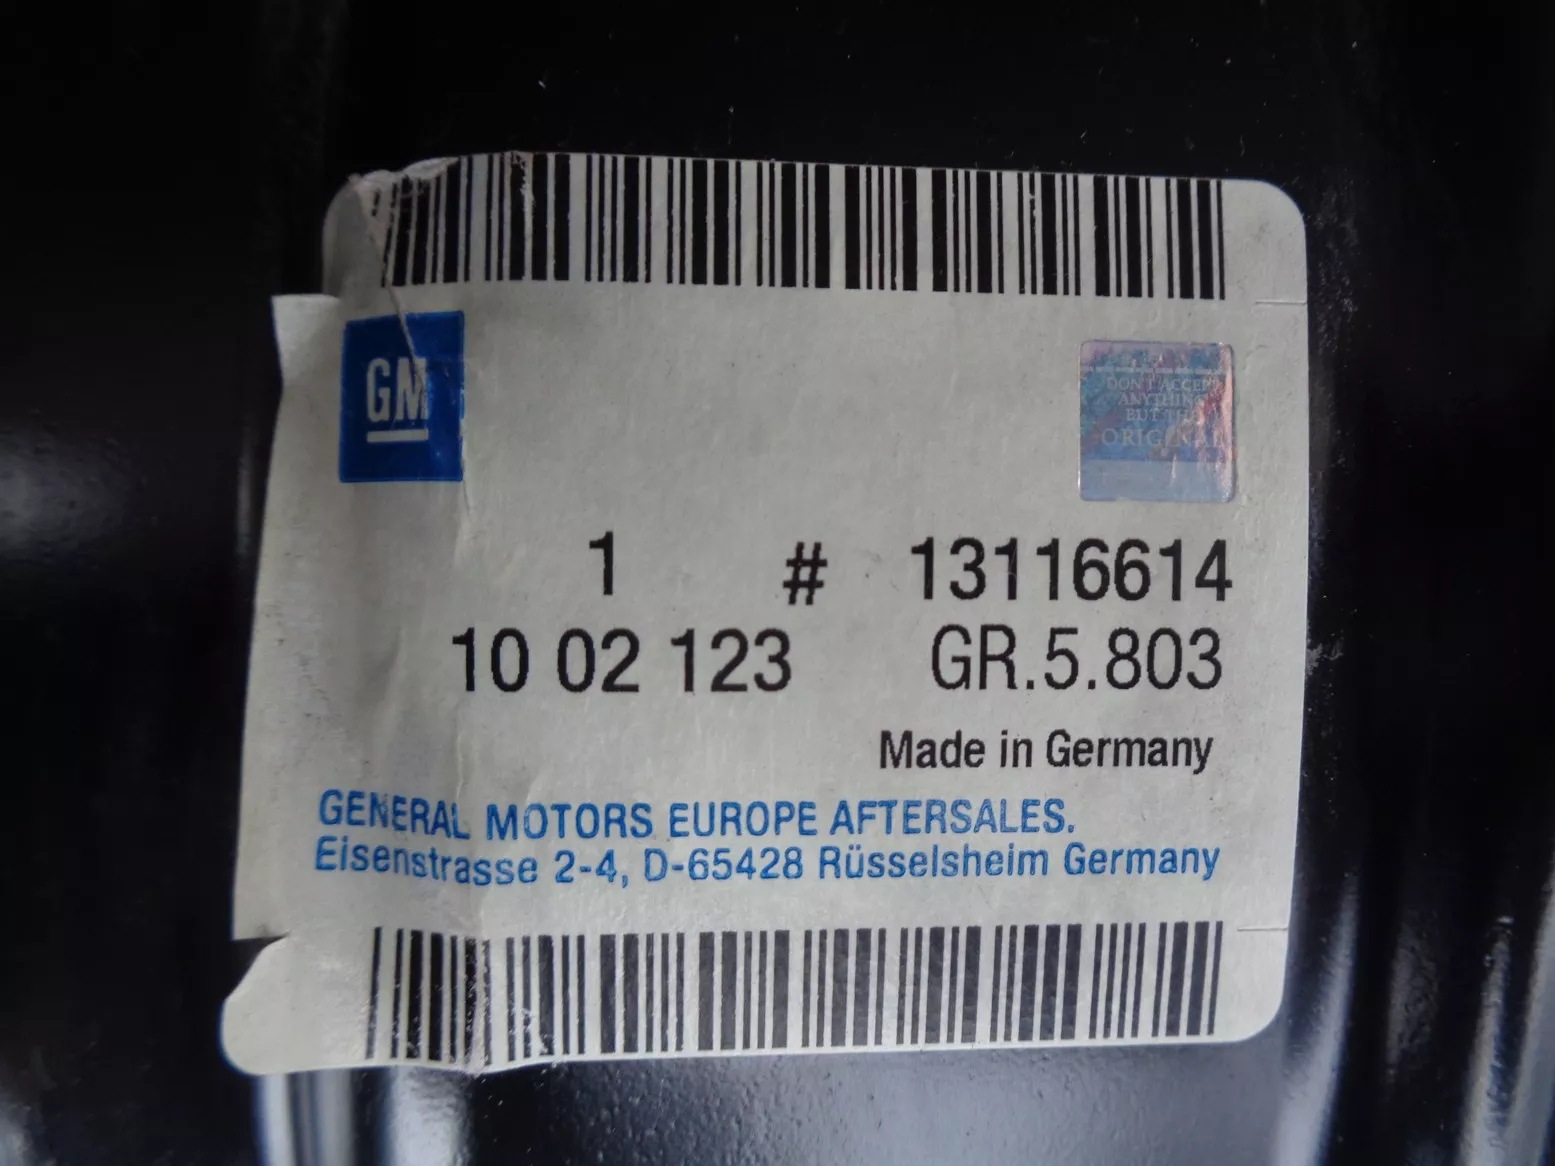 GM
DON'T ACCEPT
ANYTHING
BUT THE
ORIGINAL
1 # 13116614
10 02 123 GR.5.803
Made in Germany
GENERAL MOTORS EUROPE AFTERSALES.
Eisenstrasse 2-4, D-65428 Rüsselsheim Germany